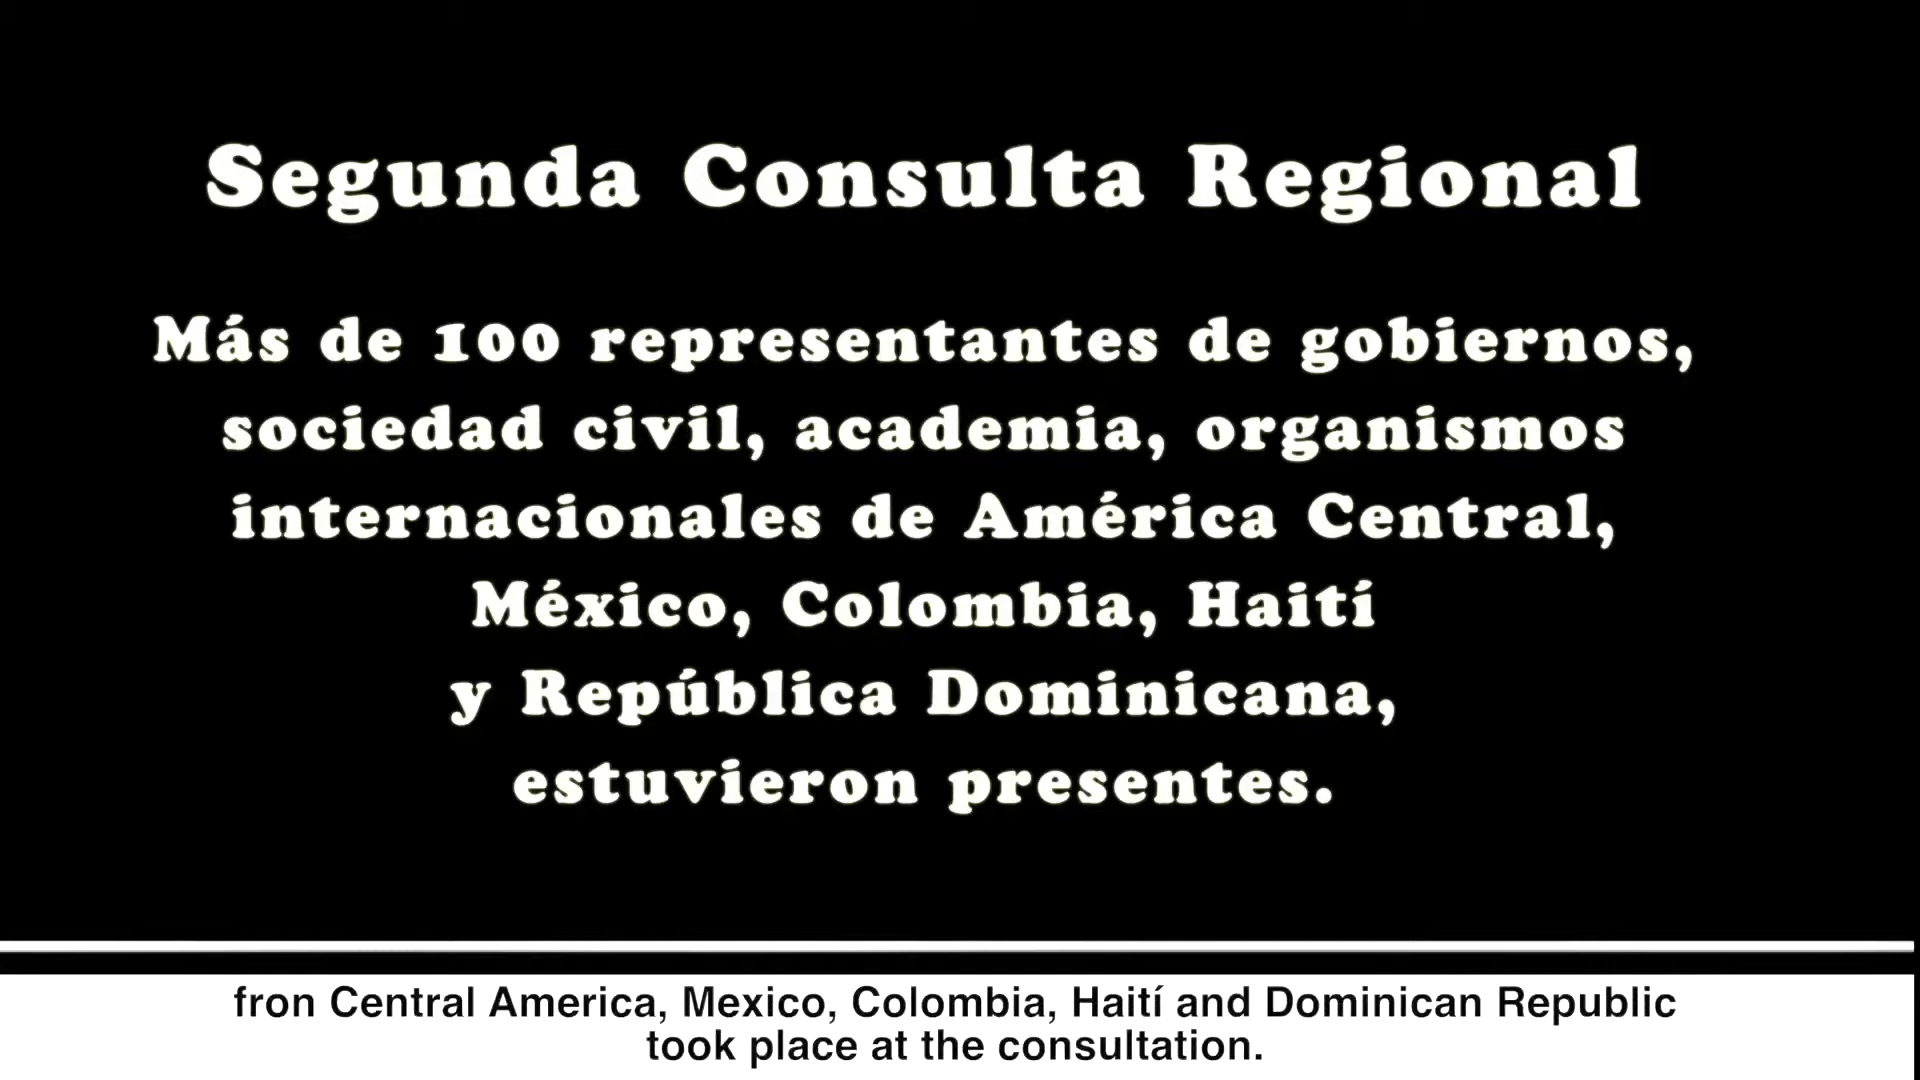 Segunda Consulta Regional
Más de 100 representantes de gobiernos,
sociedad civil, academia, organismos
internacionales de América Central,
México, Colombia, Haití
y República Dominicana,
estuvieron presentes.
fron Central America, Mexico, Colombia, Haití and Dominican Republic
took place at the consultation.